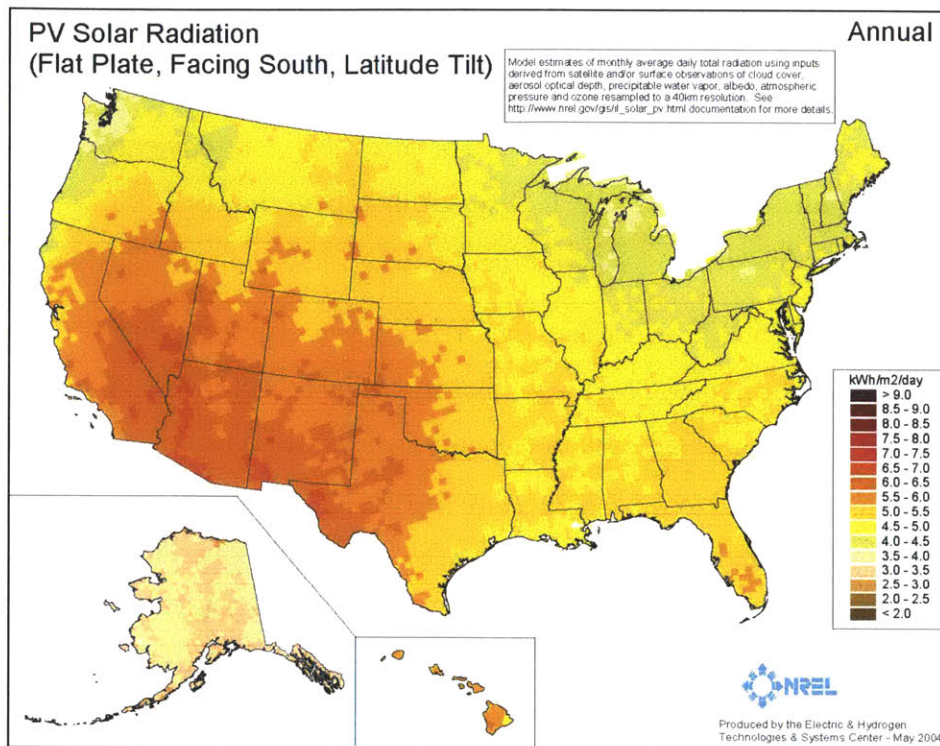 PV Solar Radiation
(Flat Plate, Facing South, Latitude Tilt)
Annual
Model estimates of monthly average daily total radiation using inputs
derived from satellite and/or surface observations of cloud cover,
aerosol optical depth, precipitable water vapor, albedo, atmospheric
pressure and ozone resampled to a 40km resolution. See
http://www.nrel.gov/gis/il_solar_pv.html documentation for more details.
kWh/m2/day
> 9.0
8.5 - 9.0
8.0 - 8.5
7.5 - 8.0
7.0 - 7.5
6.5 - 7.0
6.0 - 6.5
5.5 - 6.0
5.0 - 5.5
4.5 - 5.0
4.0 - 4.5
3.5 - 4.0
3.0 - 3.5
2.5 - 3.0
2.0 - 2.5
< 2.0
NREL
Produced by the Electric & Hydrogen
Technologies & Systems Center - May 2004